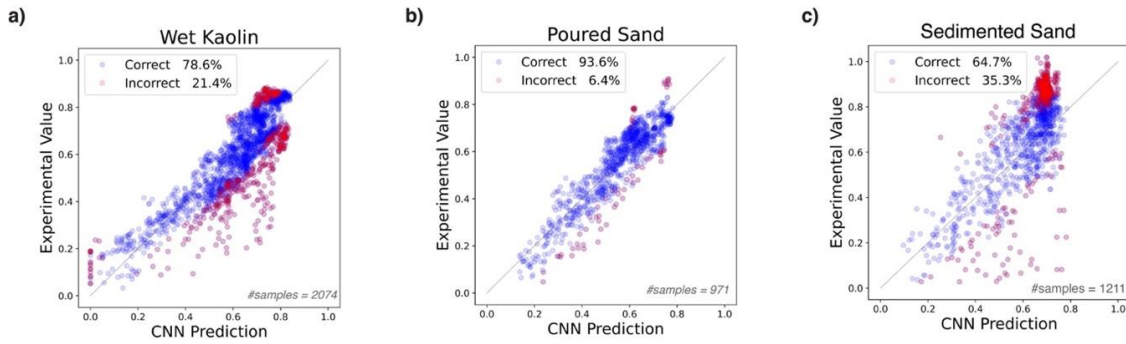 a)
Wet Kaolin
Correct 78.6%
Incorrect 21.4%
Experimental Value
1.0
0.8
0.6
0.4
0.2
0.0
#samples = 2074
0.0 0.2 0.4 0.6 0.8 1.0
CNN Prediction
b)
Poured Sand
Correct 93.6%
Incorrect 6.4%
Experimental Value
1.0
0.8
0.6
0.4
0.2
0.0
#samples = 971
0.0 0.2 0.4 0.6 0.8 1.0
CNN Prediction
c)
Sedimented Sand
Correct 64.7%
Incorrect 35.3%
Experimental Value
1.0
0.8
0.6
0.4
0.2
0.0
#samples = 1211
0.0 0.2 0.4 0.6 0.8 1.0
CNN Prediction